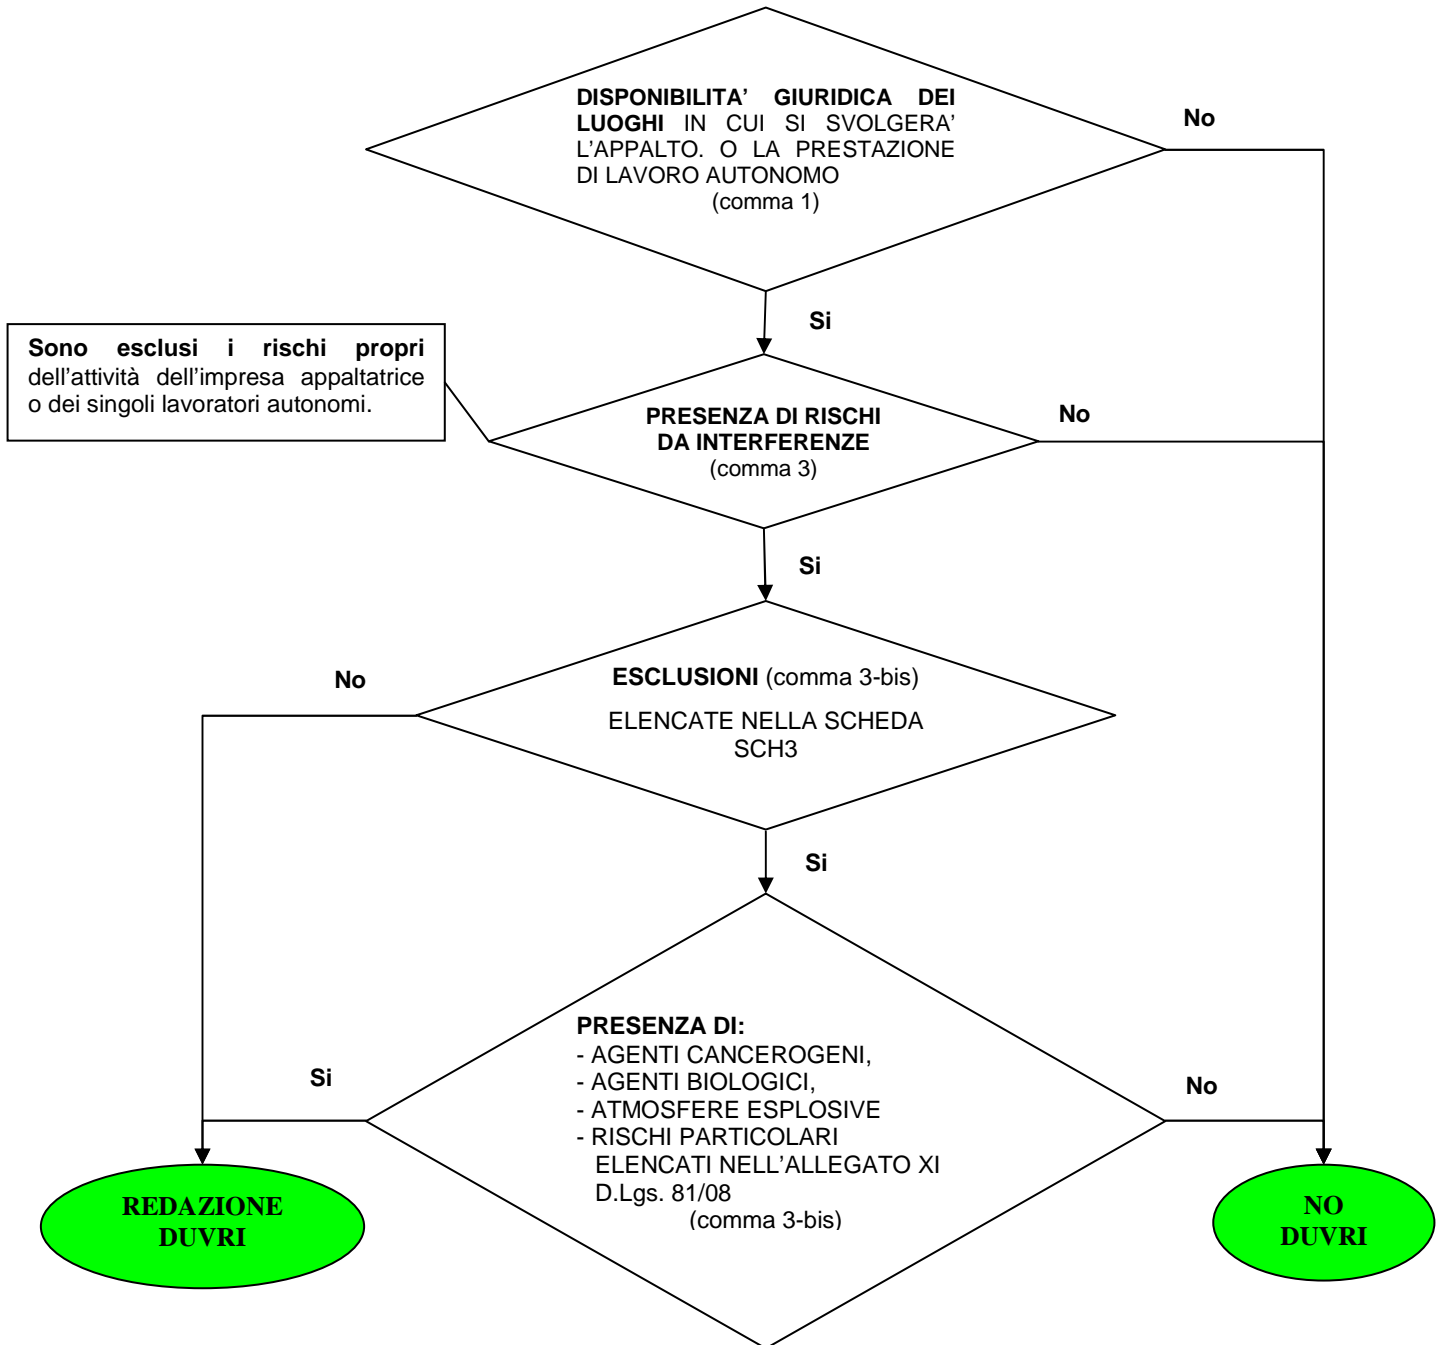 DISPONIBILITA’ GIURIDICA DEI
LUOGHI IN CUI SI SVOLGERA’
L’APPALTO. O LA PRESTAZIONE
DI LAVORO AUTONOMO
(comma 1)
No
Si
Sono esclusi i rischi propri
dell’attività dell’impresa appaltatrice
o dei singoli lavoratori autonomi.
PRESENZA DI RISCHI
DA INTERFERENZE
(comma 3)
No
Si
ESCLUSIONI (comma 3-bis)
ELENCATE NELLA SCHEDA
SCH3
No
Si
PRESENZA DI:
- AGENTI CANCEROGENI,
- AGENTI BIOLOGICI,
- ATMOSFERE ESPLOSIVE
- RISCHI PARTICOLARI
ELENCATI NELL’ALLEGATO XI
D.Lgs. 81/08
(comma 3-bis)
Si
No
REDAZIONE
DUVRI
NO
DUVRI